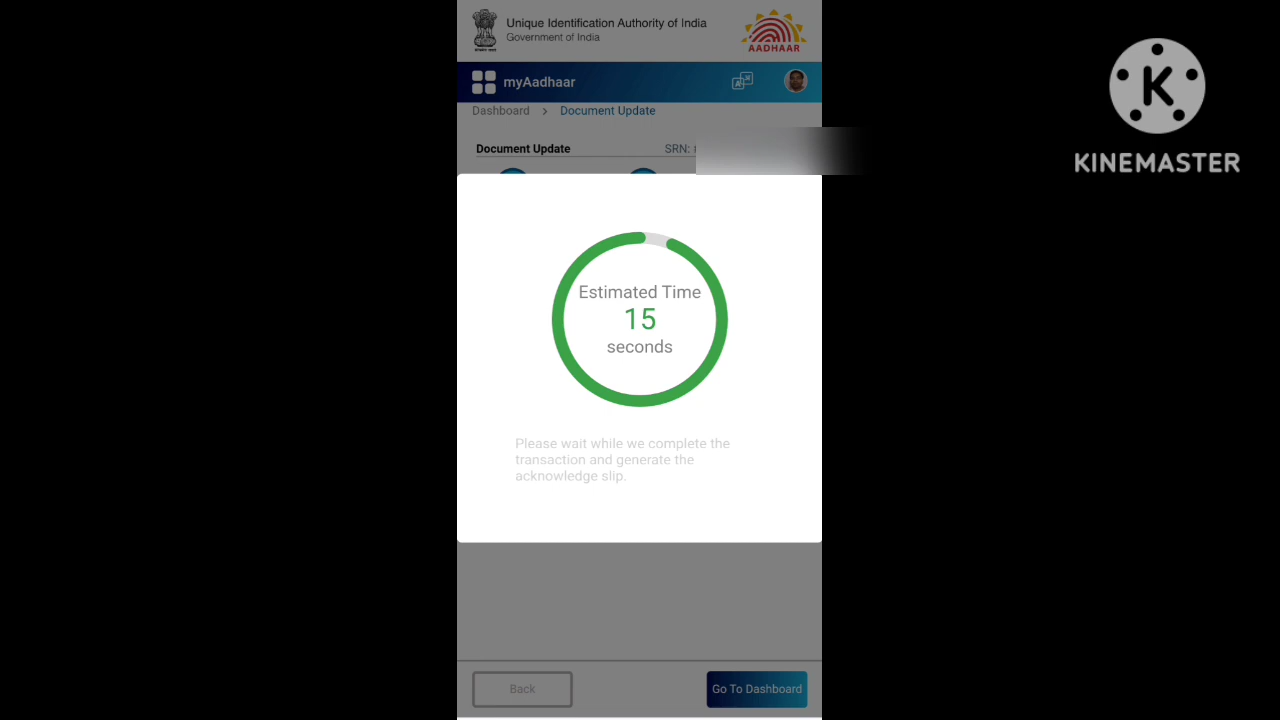 Unique Identification Authority of India
Government of India
AADHAAR
myAadhaar
Dashboard > Document Update
Document Update SRN:
Estimated Time
15
seconds
Please wait while we complete the
transaction and generate the
acknowledge slip.
Back Go To Dashboard
K
KINEMASTER